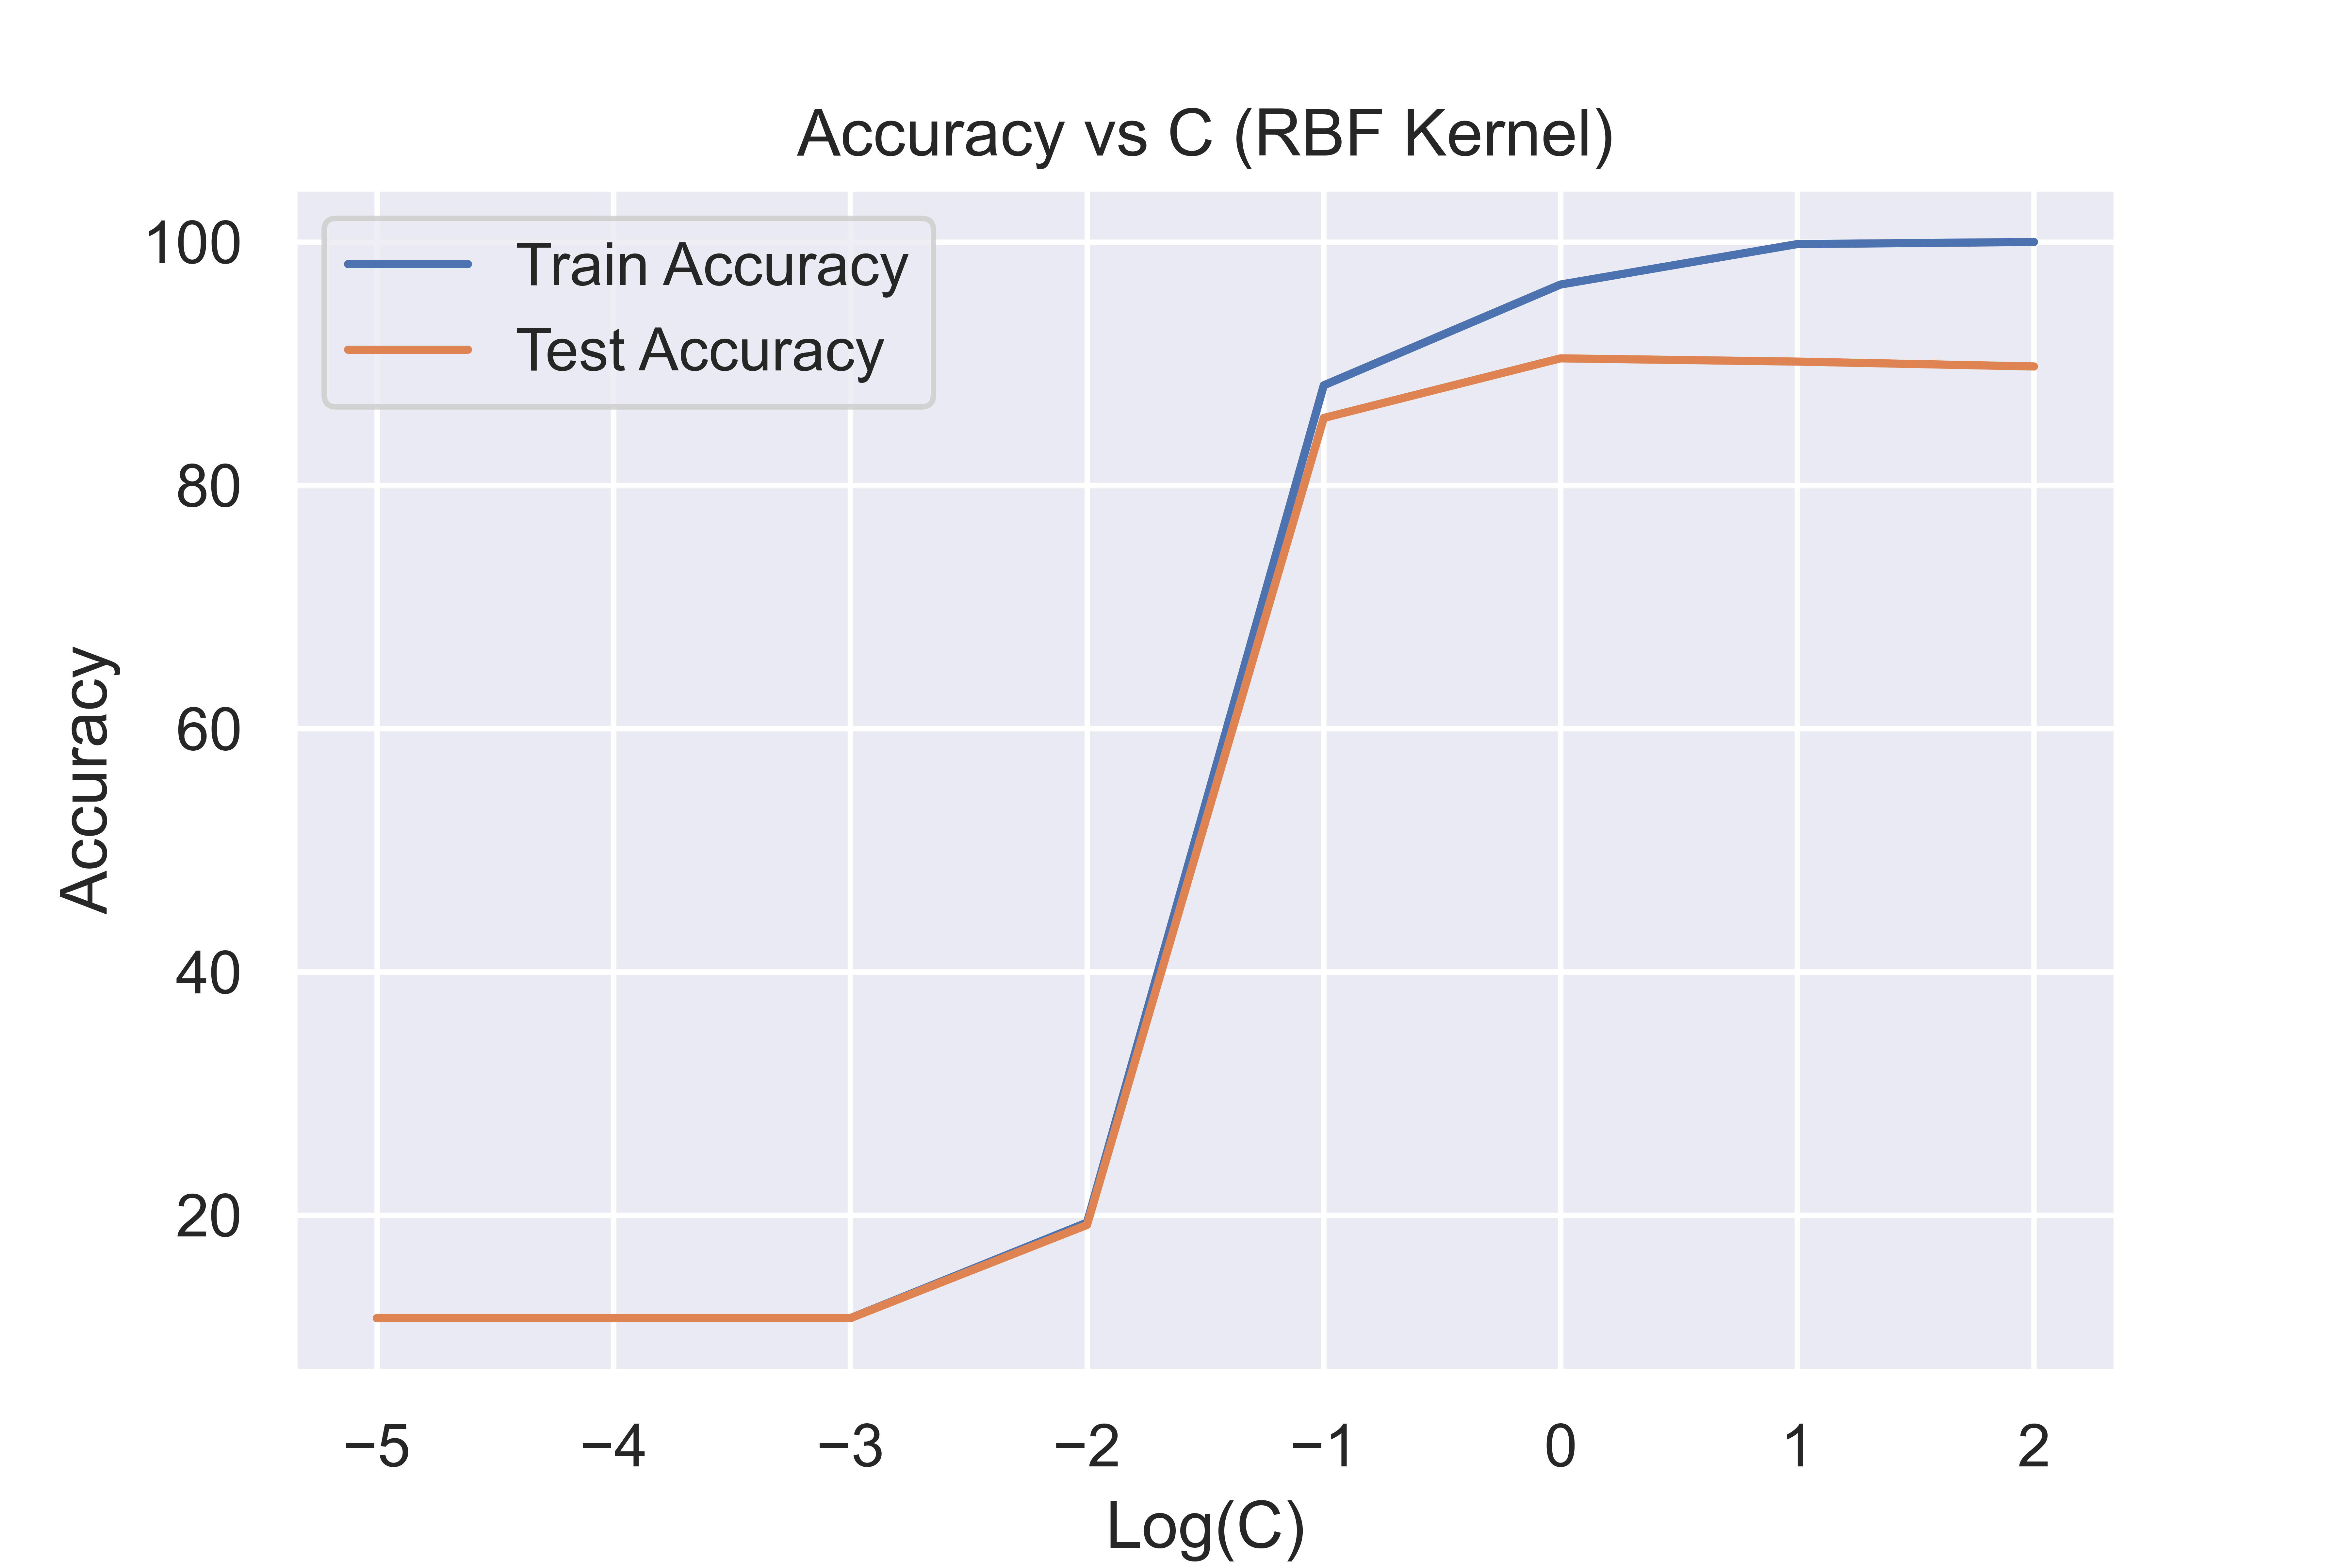 Accuracy vs C (RBF Kernel)
Train Accuracy
Test Accuracy
100
80
60
40
20
Accuracy
−5 −4 −3 −2 −1 0 1 2
Log(C)